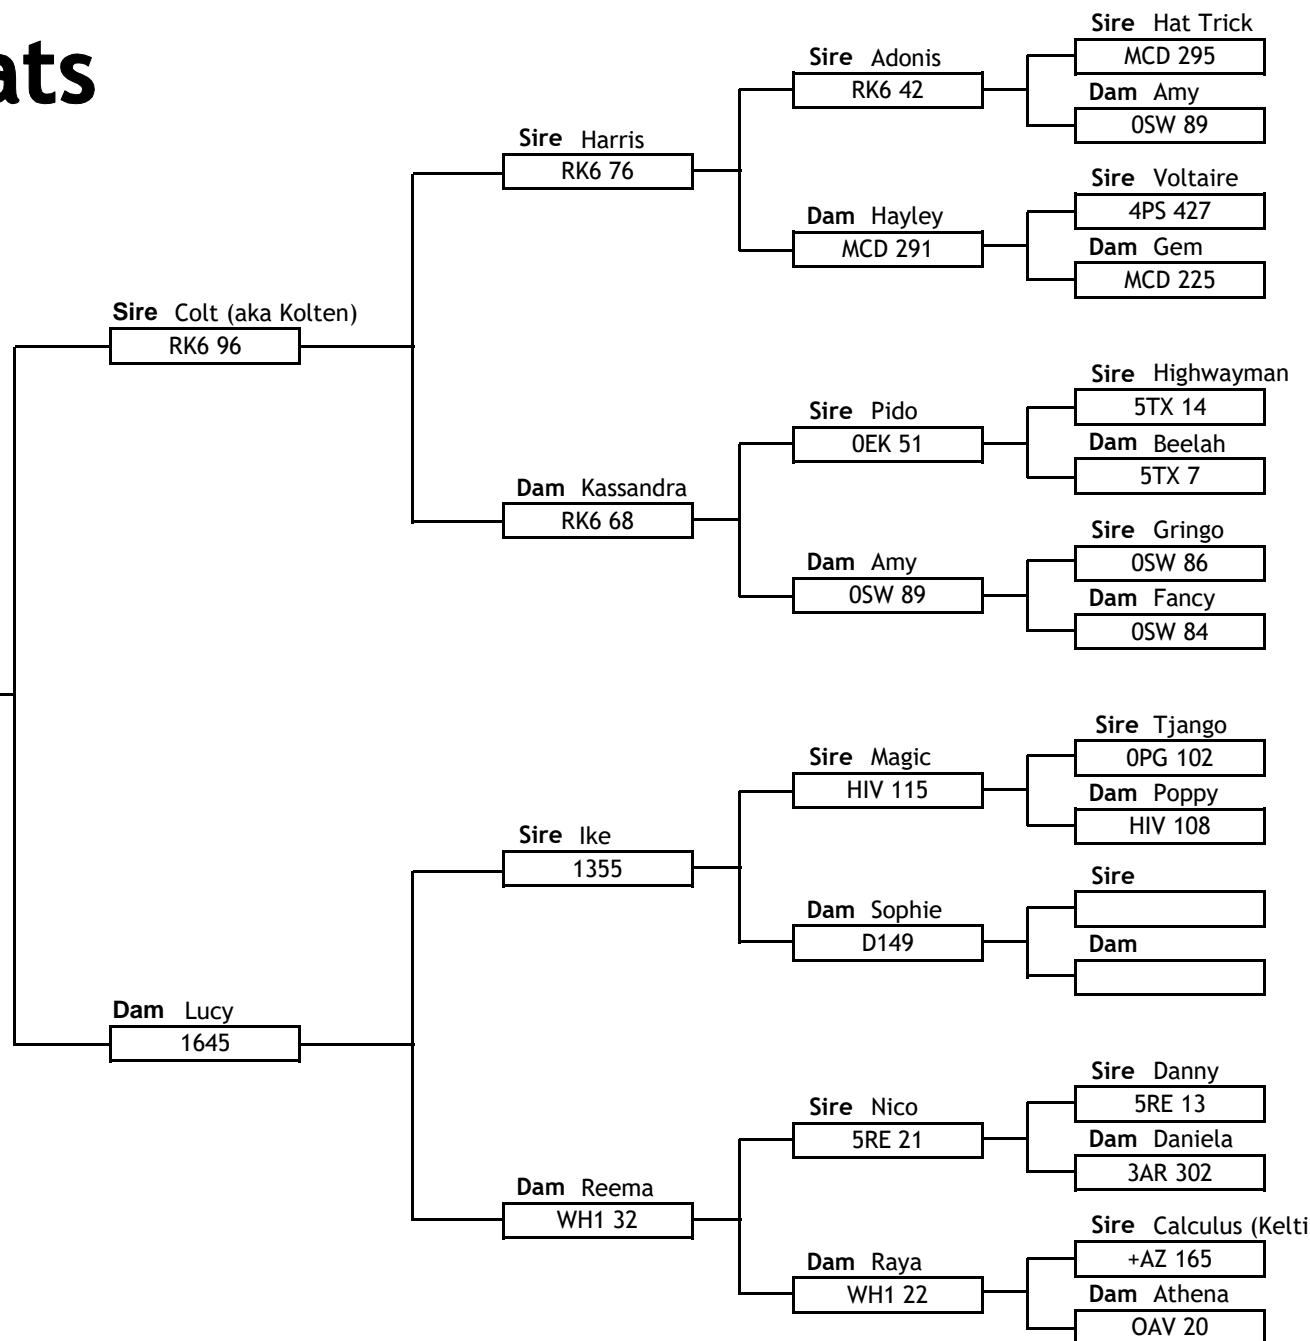 ats
Sire Colt (aka Kolten)
RK6 96
Dam Lucy
1645
Sire Harris
RK6 76
Dam Kassandra
RK6 68
Sire Ike
1355
Dam Reema
WH1 32
Sire Adonis
RK6 42
Dam Hayley
MCD 291
Sire Pido
0EK 51
Dam Amy
0SW 89
Sire Magic
HIV 115
Dam Sophie
D149
Sire Nico
5RE 21
Dam Raya
WH1 22
Sire Hat Trick
MCD 295
Dam Amy
0SW 89
Sire Voltaire
4PS 427
Dam Gem
MCD 225
Sire Highwayman
5TX 14
Dam Beelah
5TX 7
Sire Gringo
0SW 86
Dam Fancy
0SW 84
Sire Tjango
0PG 102
Dam Poppy
HIV 108
Sire
Dam
Sire Danny
5RE 13
Dam Daniela
3AR 302
Sire Calculus (Kelti
+AZ 165
Dam Athena
OAV 20